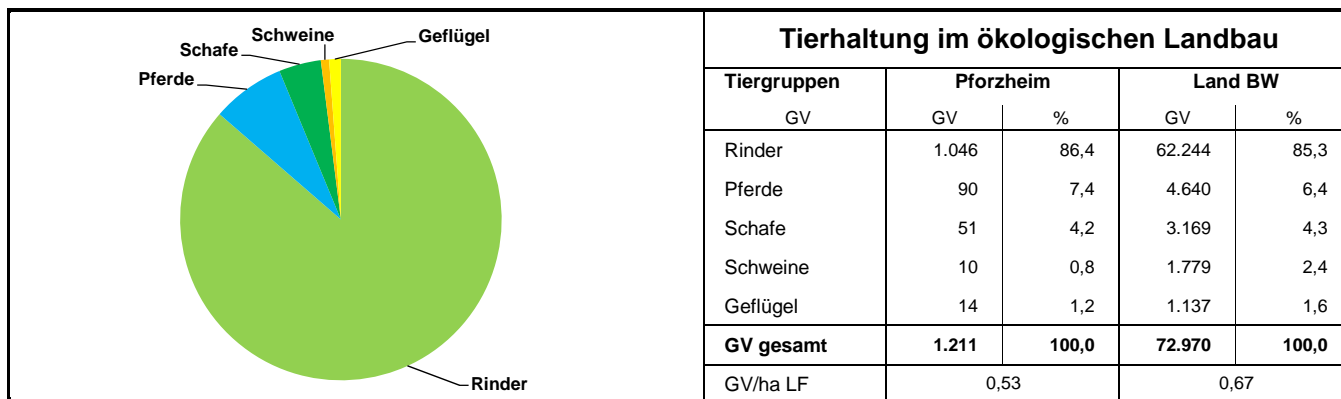 Schweine
Geflügel
Schafe
Pferde
Rinder
Tierhaltung im ökologischen Landbau
Tiergruppen Pforzheim Land BW
GV GV % GV %
Rinder 1.046 86,4 62.244 85,3
Pferde 90 7,4 4.640 6,4
Schafe 51 4,2 3.169 4,3
Schweine 10 0,8 1.779 2,4
Geflügel 14 1,2 1.137 1,6
GV gesamt 1.211 100,0 72.970 100,0
GV/ha LF 0,53 0,67